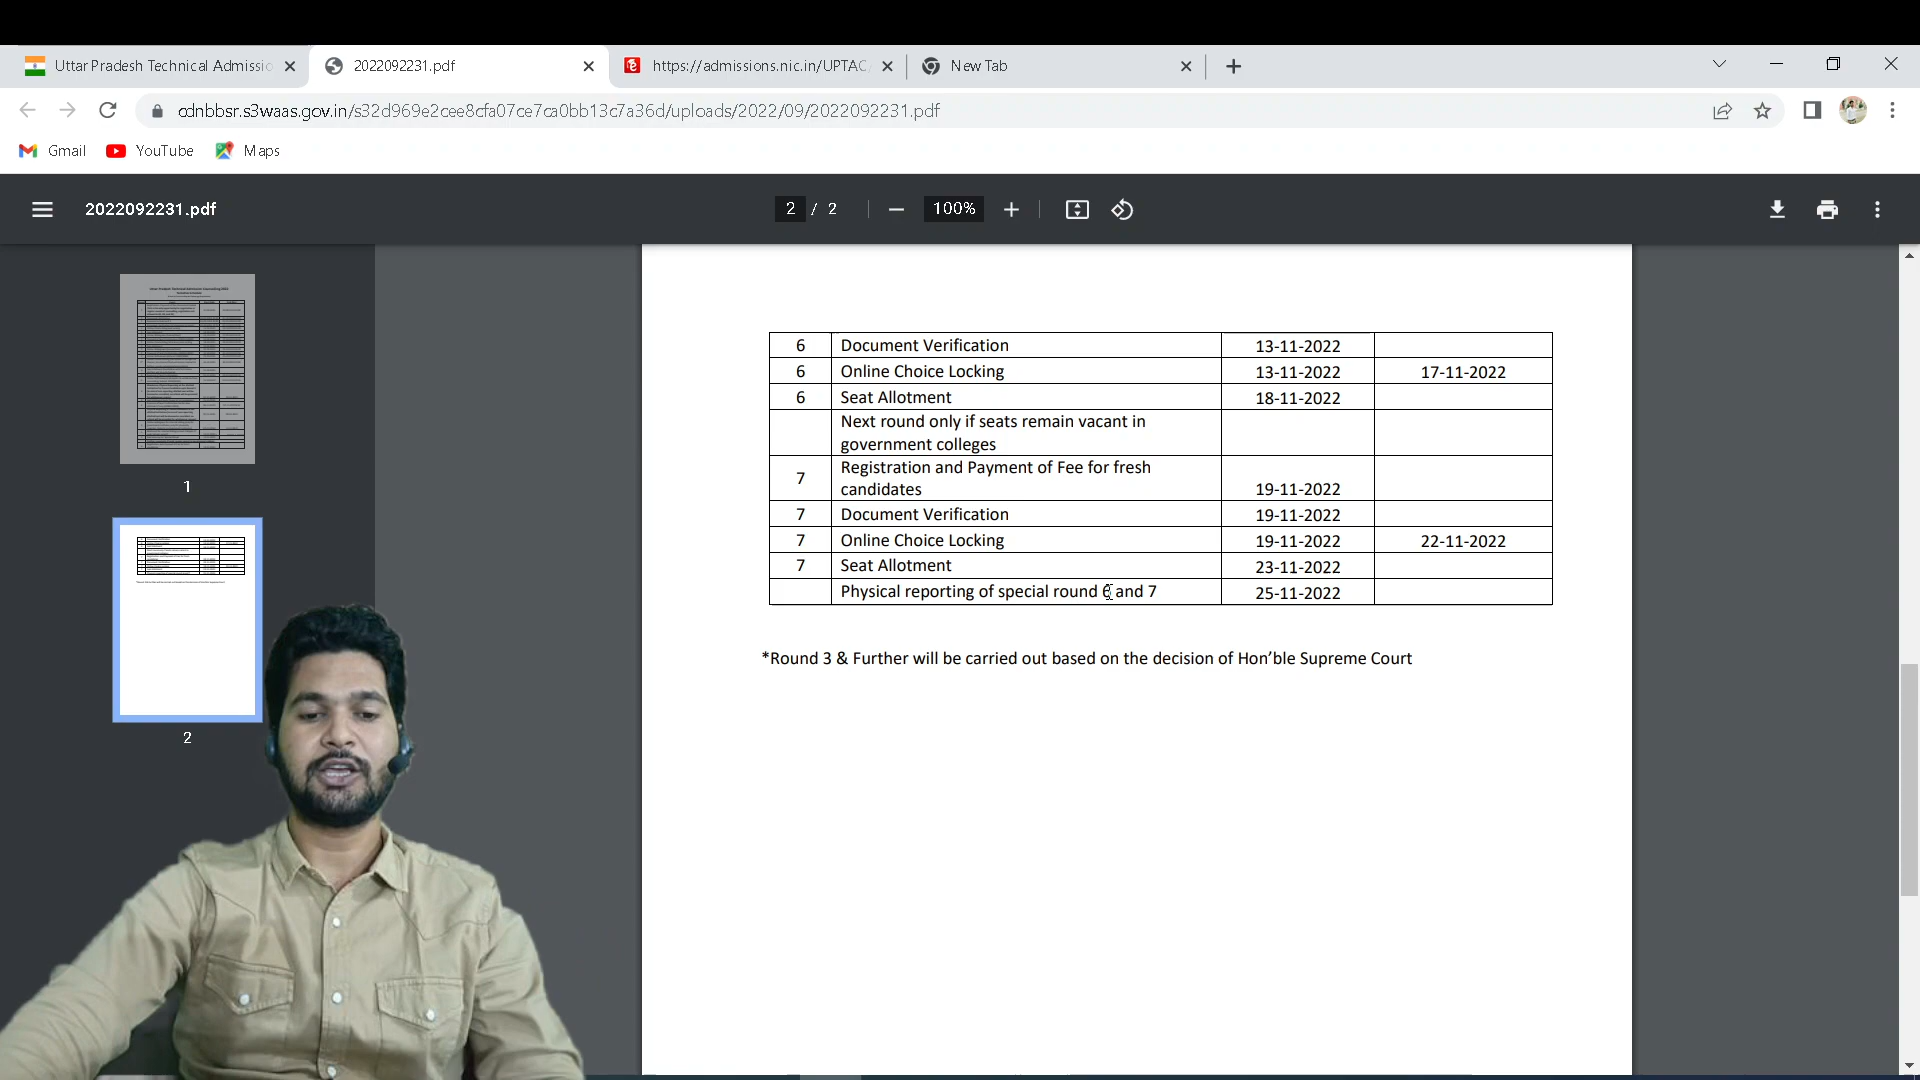 Uttar Pradesh Technical Admissio
2022092231.pdf
https://admissions.nic.in/UPTAC
New Tab
cdnbbsr.s3waas.gov.in/s32d969e2cee8cfa07ce7ca0bb13c7a36d/uploads/2022/09/2022092231.pdf
Gmail
YouTube
Maps
2022092231.pdf
2 / 2
100%
1
2
6 Document Verification 13-11-2022
6 Online Choice Locking 13-11-2022 17-11-2022
6 Seat Allotment 18-11-2022
Next round only if seats remain vacant in
government colleges
7 Registration and Payment of Fee for fresh
candidates 19-11-2022
7 Document Verification 19-11-2022
7 Online Choice Locking 19-11-2022 22-11-2022
7 Seat Allotment 23-11-2022
Physical reporting of special round 6 and 7 25-11-2022
*Round 3 & Further will be carried out based on the decision of Hon’ble Supreme Court